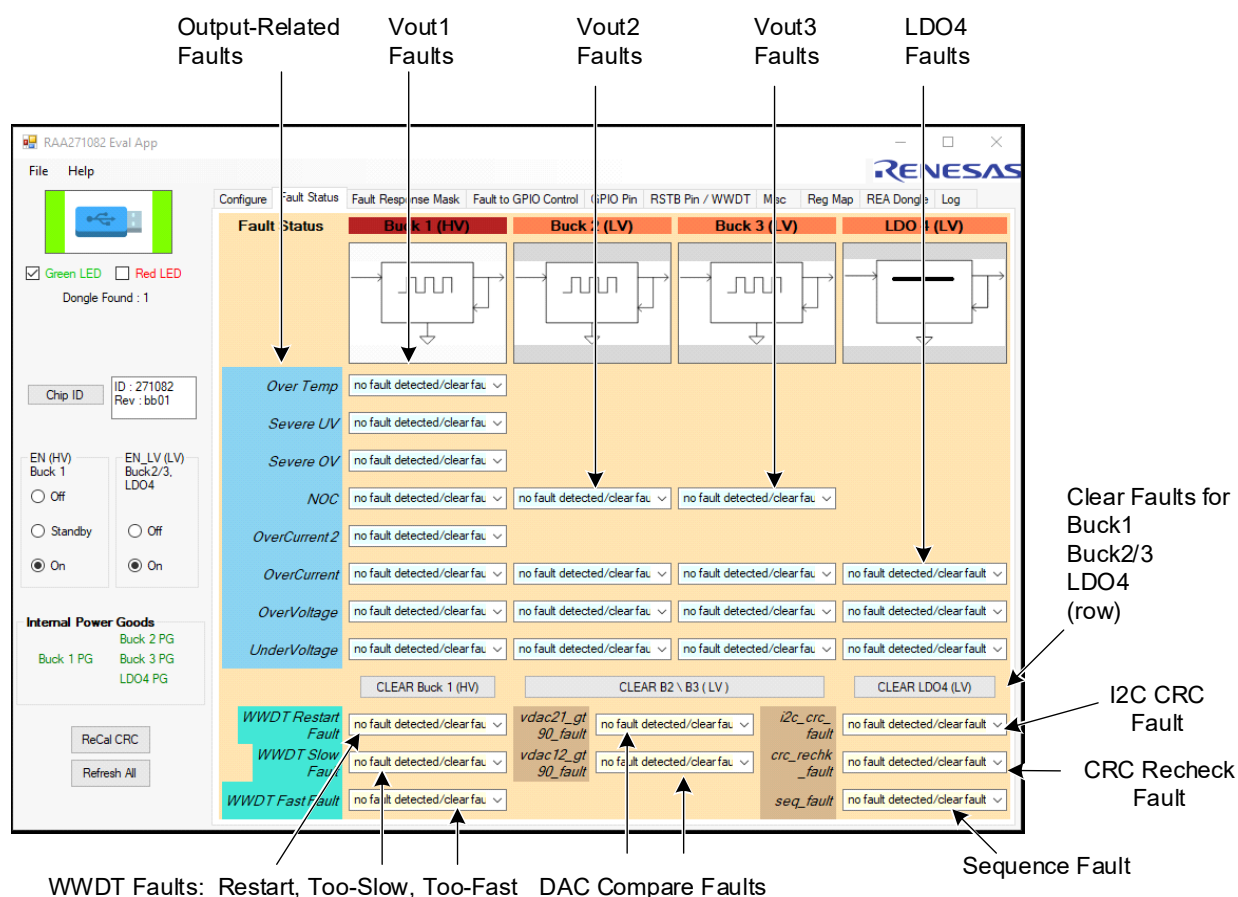 Output-Related
Faults
Vout1
Faults
Vout2
Faults
Vout3
Faults
LDO4
Faults
RAA271082 Eval App
File Help
RENESAS
Configure Fault Status Fault Response Mask Fault to GPIO Control GPIO Pin RSTB Pin / WWDT Misc Reg Map REA Dongle Log
Fault Status Buck 1 (HV) Buck 2 (LV) Buck 3 (LV) LDO 4 (LV)
Green LED Red LED
Dongle Found : 1
Chip ID
ID : 271082
Rev : bb01
EN (HV)
Buck 1
Off
Standby
On
EN_LV (LV)
Buck2/3,
LDO4
Off
On
Internal Power Goods
Buck 1 PG
Buck 2 PG
Buck 3 PG
LDO4 PG
ReCal CRC
Refresh All
Over Temp no fault detected/clear fau
Severe UV no fault detected/clear fau
Severe OV no fault detected/clear fau
NOC no fault detected/clear fau no fault detected/clear fau no fault detected/clear fau
OverCurrent2 no fault detected/clear fau
OverCurrent no fault detected/clear fau no fault detected/clear fau no fault detected/clear fau no fault detected/clear fault
OverVoltage no fault detected/clear fau no fault detected/clear fau no fault detected/clear fau no fault detected/clear fault
UnderVoltage no fault detected/clear fau no fault detected/clear fau no fault detected/clear fau no fault detected/clear fault
CLEAR Buck 1 (HV) CLEAR B2 \ B3 ( LV ) CLEAR LDO4 (LV)
WWDT Restart
Fault
no fault detected/clear fau
vdac21_gt
90_fault
no fault detected/clear fau
i2c_crc_
fault
no fault detected/clear fault
WWDT Slow
Fault
no fault detected/clear fau
vdac12_gt
90_fault
no fault detected/clear fau
crc_rechk
_fault
no fault detected/clear fault
WWDT Fast Fault no fault detected/clear fau
seq_fault no fault detected/clear fault
Clear Faults for
Buck1
Buck2/3
LDO4
(row)
I2C CRC
Fault
CRC Recheck
Fault
Sequence Fault
WWDT Faults: Restart, Too-Slow, Too-Fast
DAC Compare Faults